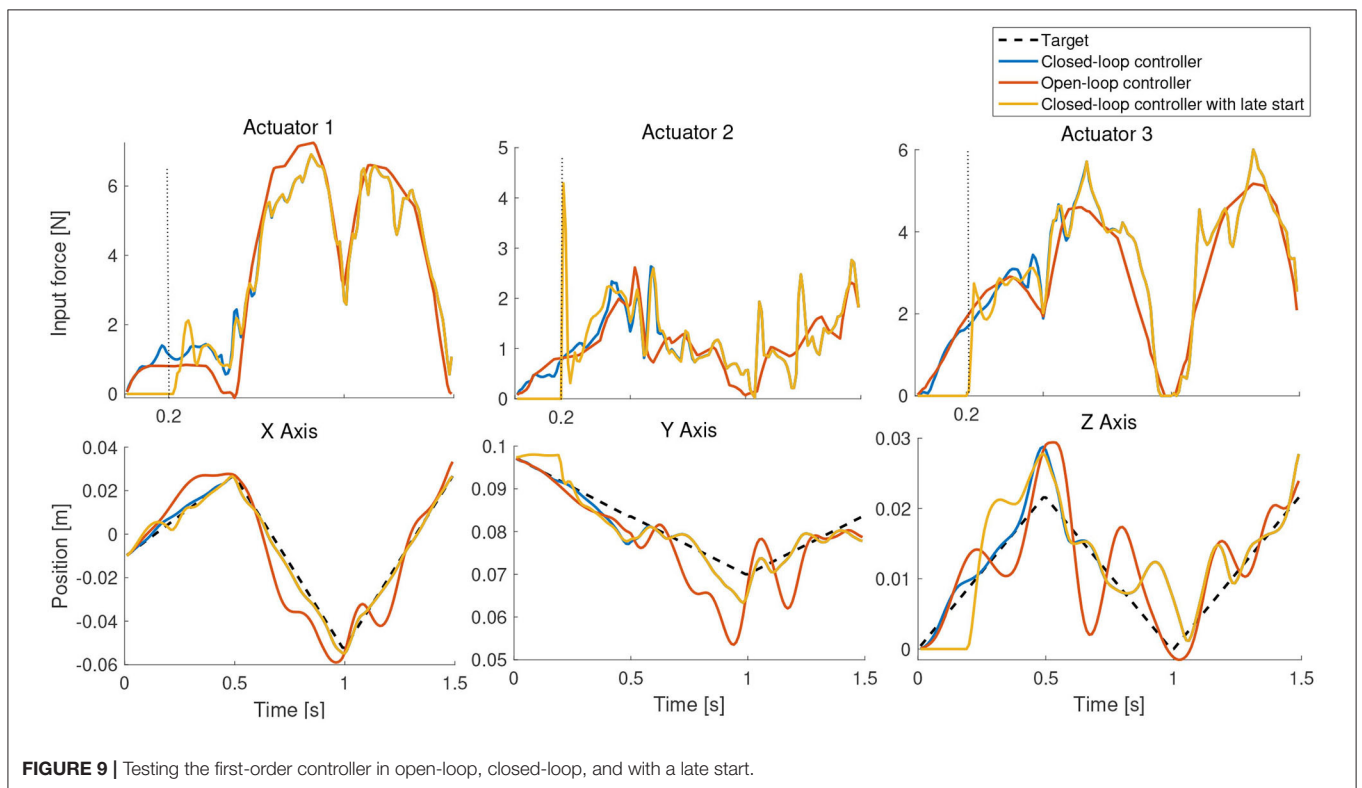 Target
Closed-loop controller
Open-loop controller
Closed-loop controller with late start
Actuator 1
Actuator 2
Actuator 3
Input force [N]
6
4
2
0
0.2
5
4
3
2
1
0
0.2
6
4
2
0
0.2
X Axis
Y Axis
Z Axis
Position [m]
0.04
0.02
0
-0.02
-0.04
-0.06
0
0.5
1
1.5
Time [s]
0.1
0.09
0.08
0.07
0.06
0.05
0
0.5
1
1.5
Time [s]
0.03
0.02
0.01
0
0
0.5
1
1.5
Time [s]
FIGURE 9 | Testing the first-order controller in open-loop, closed-loop, and with a late start.